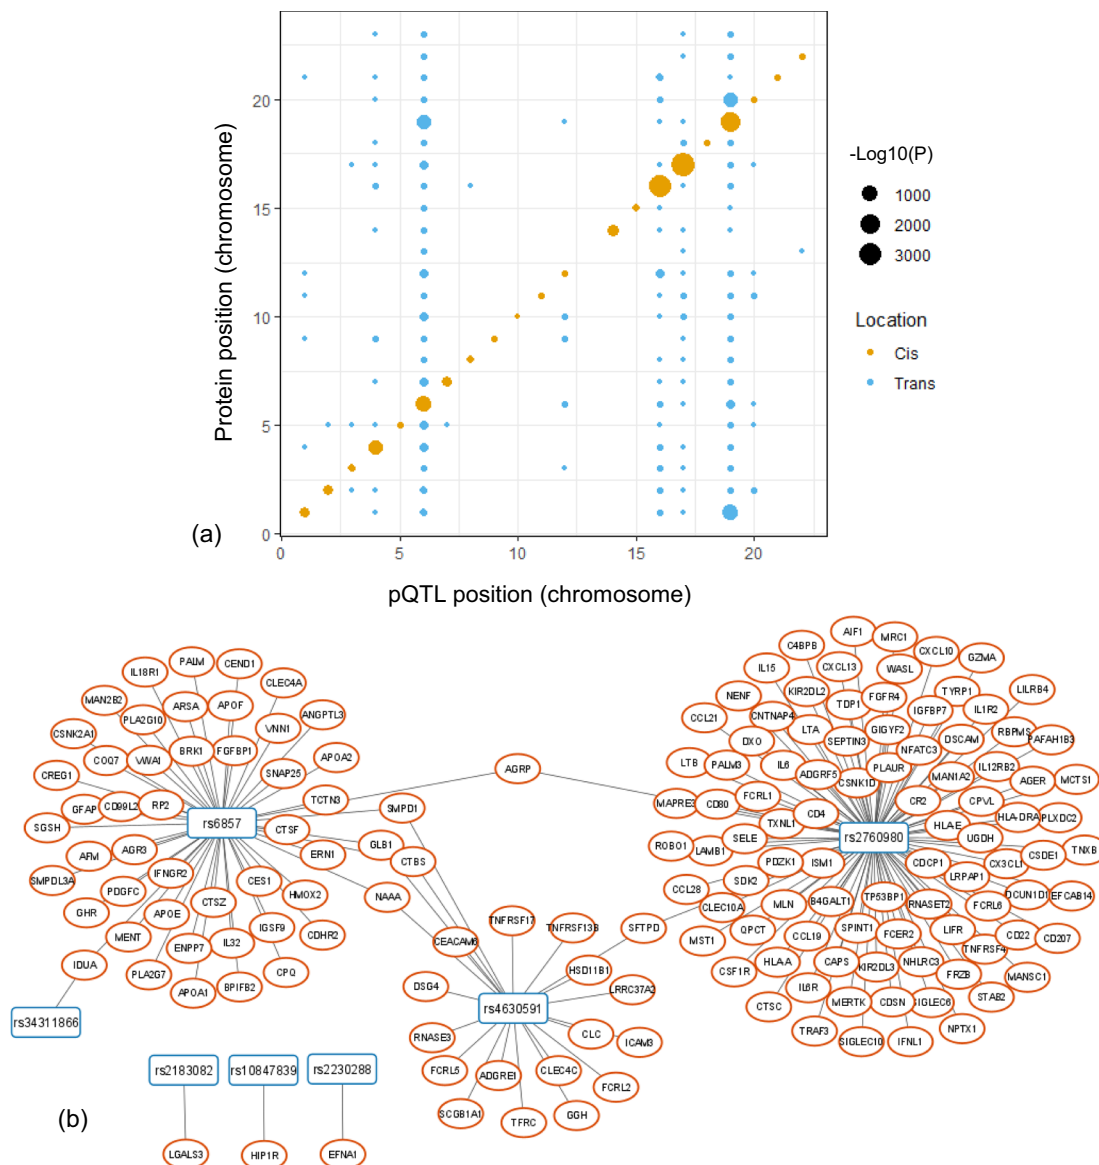 Protein position (chromosome)
20
15
10
5
0
0 5 10 15 20
pQTL position (chromosome)
(a)
-Log10(P)
1000
2000
3000
Location
Cis
Trans
AIF1
MRC1
C4BPB
CXCL10
PALM
CEND1
IL18R1
CLEC4A
IL15
CXCL13
WASL
GZMA
MAN2B2
ARSA
APOF
NENF
KIR2DL2
TDP1
FGFR4
TYRP1
LILRB4
PLA2G10
VNN1
ANGPTL3
CCL21
CNTNAP4
LTA
SEPTIN3
GIGYF2
IGFBP7
IL1R2
RBPMS
PAFAH1B3
CSNK2A1
COQ7
VWA1
BRK1
FGFBP1
APOA2
DXO
IL6
NFATC3
DSCAM
IL12RB2
CREG1
SNAP25
AGRP
LTB
PALM3
ADGRF5
CSNK1D
PLAUR
MAN1A2
AGER
MCTS1
GFAP
CD99L2
RP2
TCTN3
SMPD1
MAPRE3
CD80
FCRL1
CD4
CR2
CPVL
HLA-DRA
PLXDC2
SGSH
rs6857
CTSF
GLB1
TXNL1
rs2760980
HLA-E
UGDH
AFM
AGR3
ERN1
CTBS
ROBO1
LAMB1
SELE
PDZK1
ISM1
CDCP1
CX3CL1
CSDE1
TNXB
SMPDL3A
IFNGR2
CES1
HMOX2
NAAA
CCL28
SDK2
LRPAP1
DCUN1D1
EFCAB14
PDGFC
CTSZ
CLEC10A
MLN
B4GALT1
TP53BP1
RNASET2
FCRL6
GHR
APOE
IGSF9
CDHR2
TNFRSF17
TNFRSF13B
SFTPD
MST1
QPCT
CCL19
SPINT1
FCER2
LIFR
CD22
CD207
MENT
ENPP7
IL32
CEACAM6
TNFRSF4
IDUA
PLA2G7
CPQ
HSD11B1
CSF1R
HLA-A
CAPS
KIR2DL3
NHLRC3
FRZB
MANSC1
APOA1
BPIFB2
DSG4
LRRC37A2
CTSC
IL6R
MERTK
CDSN
SIGLEC6
STAB2
rs34311866
rs4630591
TRAF3
SIGLEC10
IFNL1
NPTX1
RNASE3
CLC
ICAM3
rs2183082
rs10847839
rs2230288
FCRL5
ADGRE1
CLEC4C
FCRL2
SCGB1A1
TFRC
GGH
(b)
LGALS3
HIP1R
EFNA1